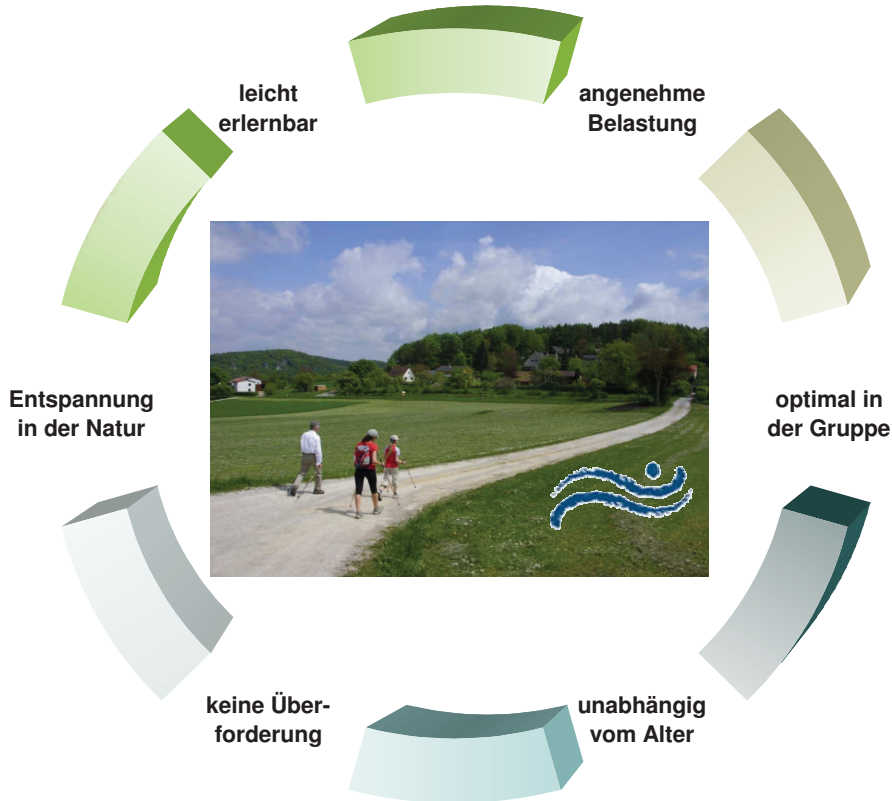 leicht
erlernbar
angenehme
Belastung
Entspannung
in der Natur
optimal in
der Gruppe
keine Über-
forderung
unabhängig
vom Alter